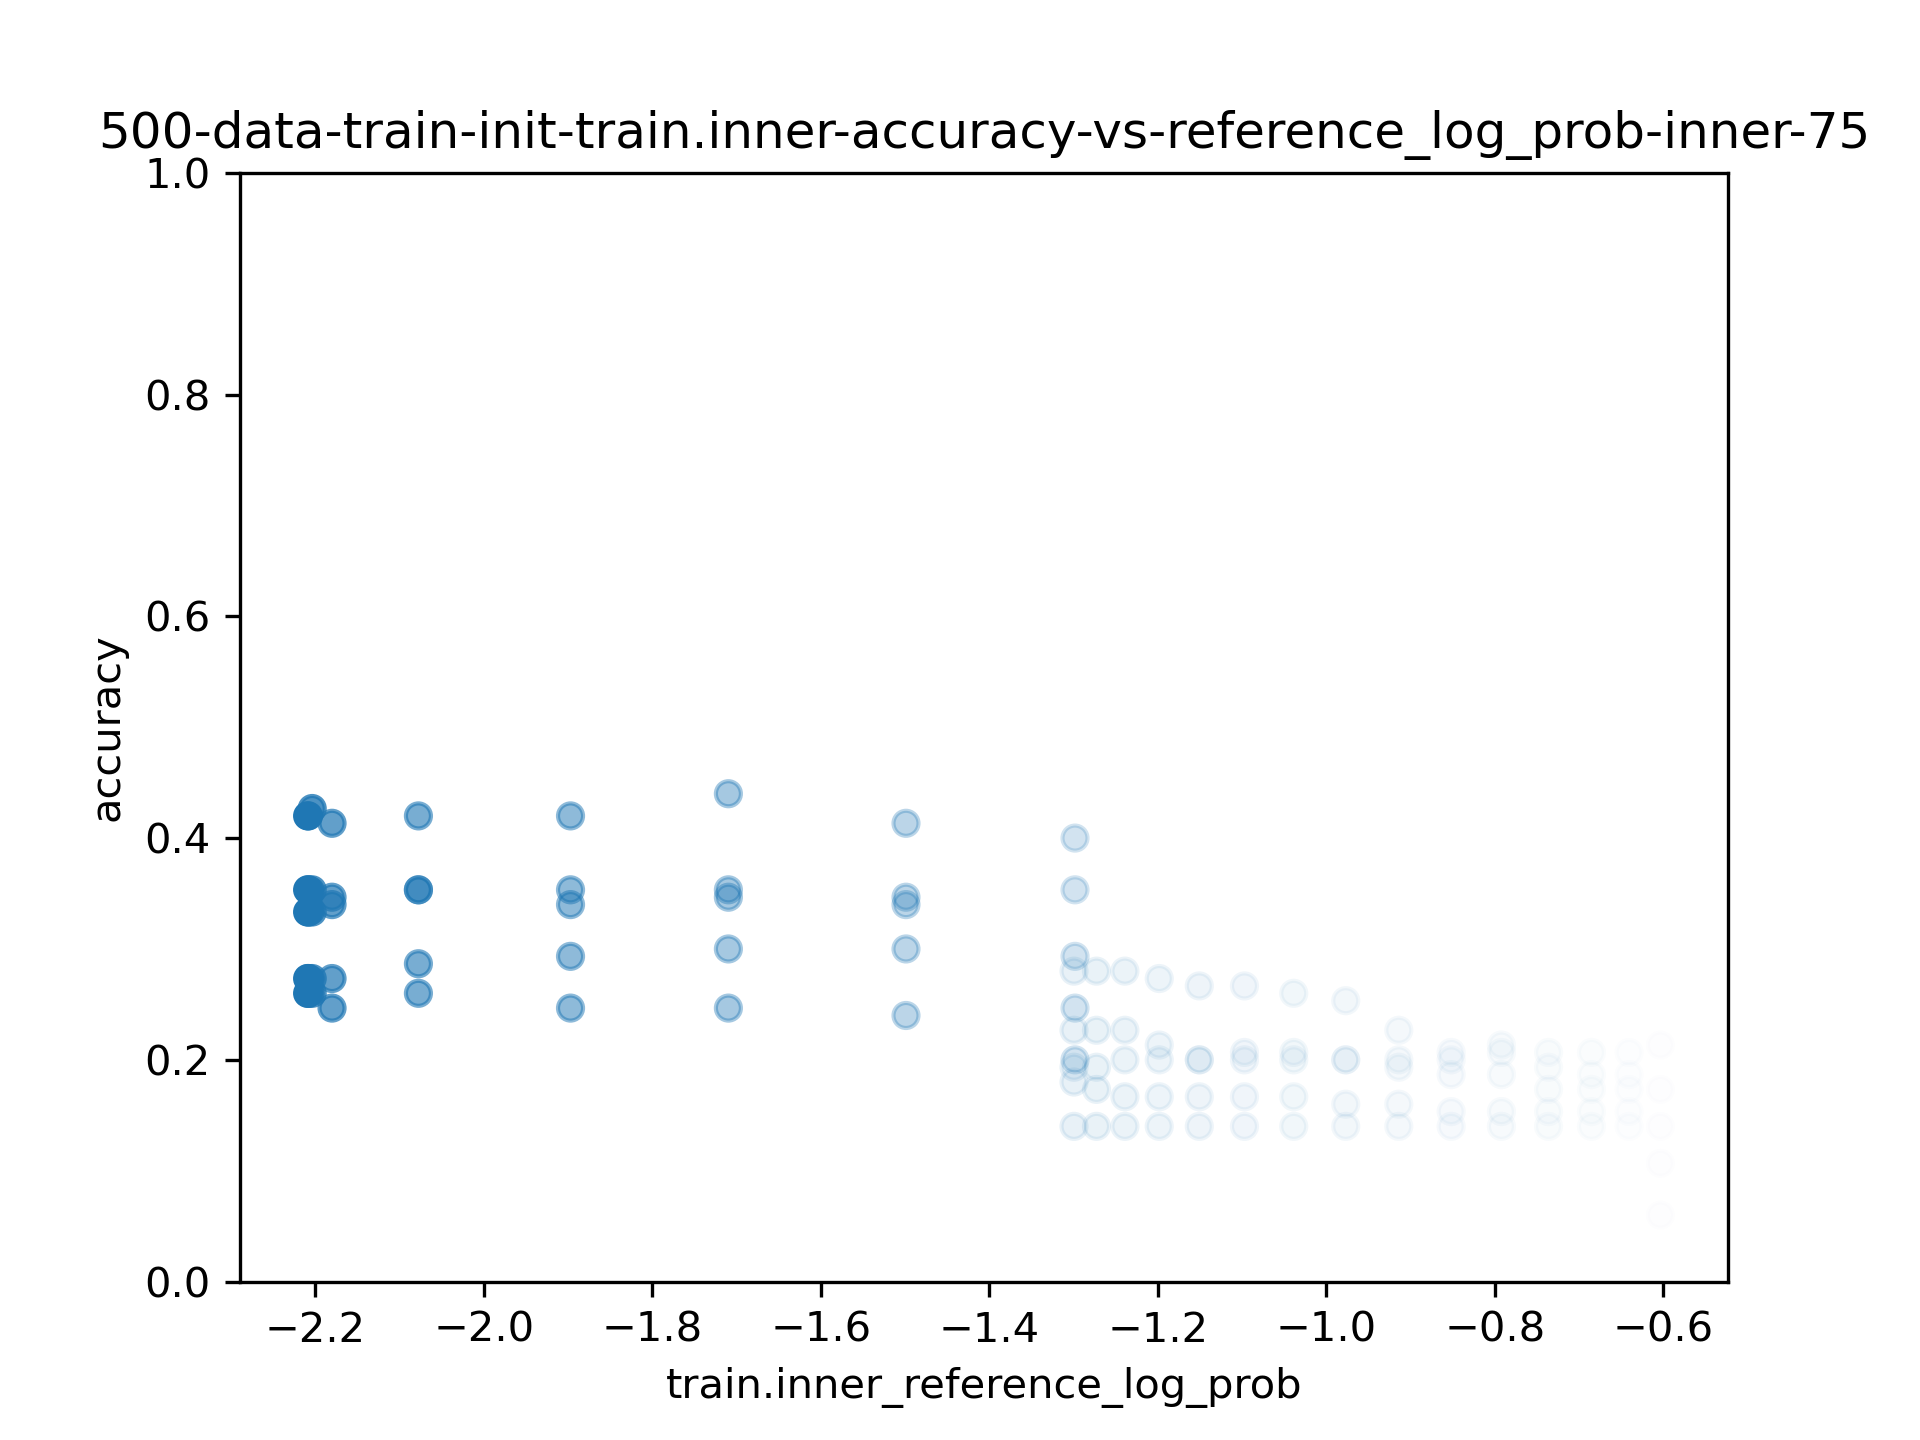 500-data-train-init-train.inner-accuracy-vs-reference_log_prob-inner-75
1.0
0.8
0.6
0.4
0.2
0.0
accuracy
−2.2 −2.0 −1.8 −1.6 −1.4 −1.2 −1.0 −0.8 −0.6
train.inner_reference_log_prob